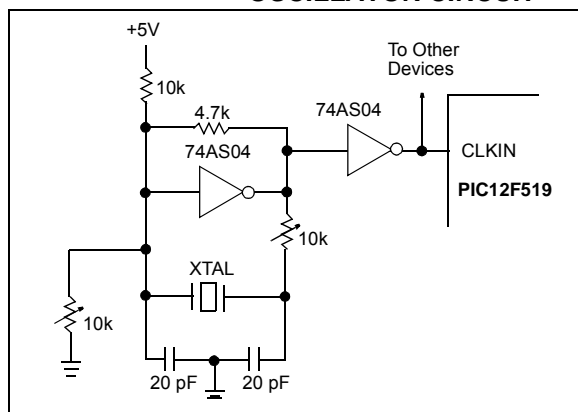 OSCILLATOR CIRCUIT
+5V
To Other
Devices
10k
4.7k
74AS04
74AS04
CLKIN
PIC12F519
10k
XTAL
10k
20 pF
20 pF